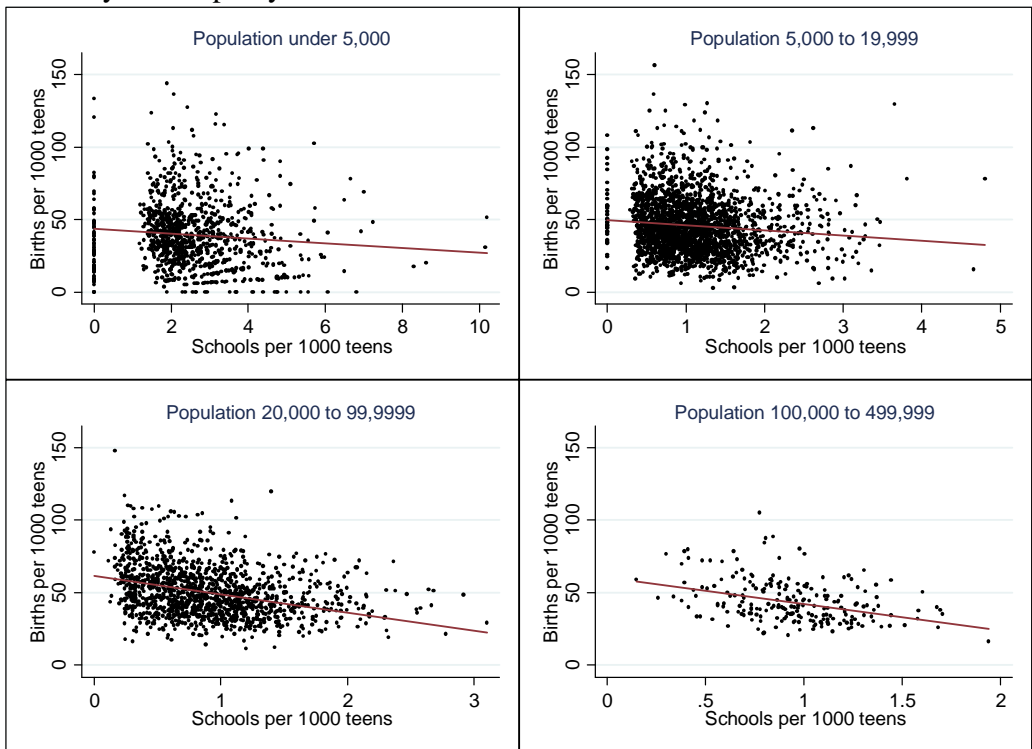 Population under 5,000
Births per 1000 teens
150
100
50
0
0 2 4 6 8 10
Schools per 1000 teens
Population 5,000 to 19,999
Births per 1000 teens
150
100
50
0
0 1 2 3 4 5
Schools per 1000 teens
Population 20,000 to 99,9999
Births per 1000 teens
150
100
50
0
0 1 2 3
Schools per 1000 teens
Population 100,000 to 499,999
Births per 1000 teens
150
100
50
0
0 .5 1 1.5 2
Schools per 1000 teens